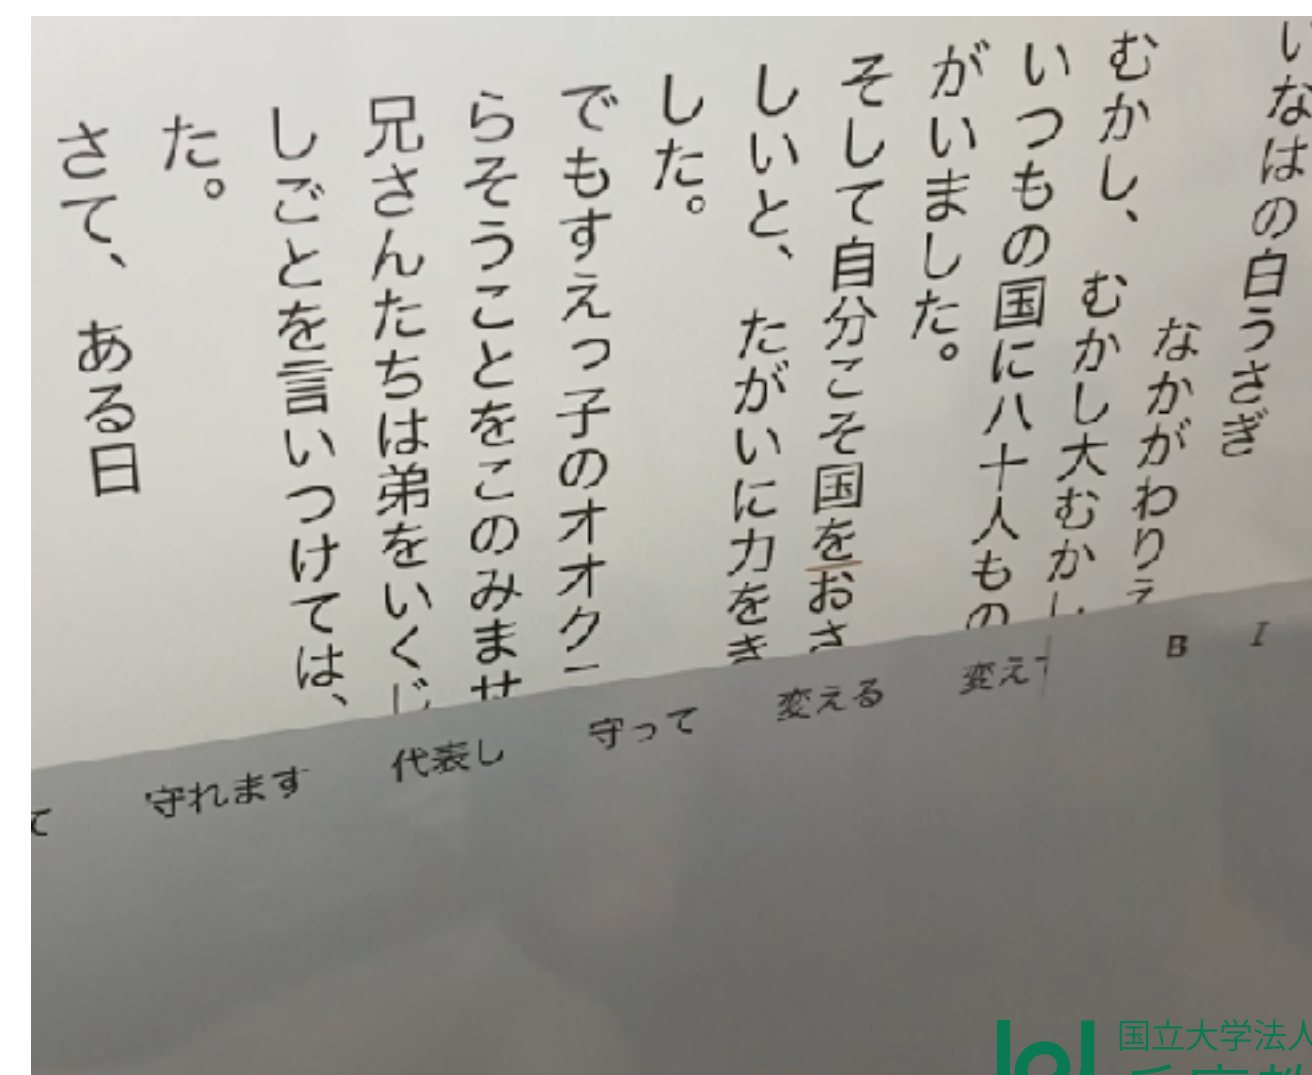 いなはの白うさぎ
なかがわりえ
むかし、むかし大むかし
いつもの国に八十人もの
がいました。
そして自分こそ国をおさ
しいと、たがいに力をき
した。
でもすえっ子のオオク
らそうことをこのみませ
兄さんたちは弟をいくじ
しごとを言いつけては、
た。
さて、ある日
て 守れます 代表し 守って 変える 変えて B I
国立大学法人